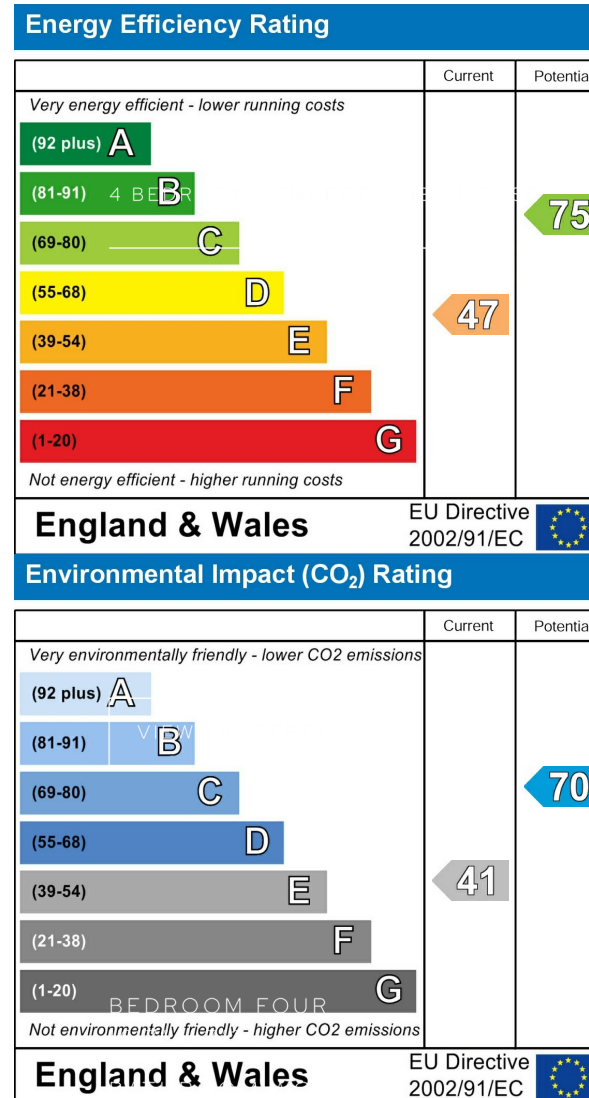 Energy Efficiency Rating
Current Potentia
Very energy efficient - lower running costs
(92 plus) A
(81-91) B
4 BEDR
75
(69-80) C
(55-68) D
47
(39-54) E
(21-38) F
(1-20) G
Not energy efficient - higher running costs
England & Wales
EU Directive
2002/91/EC
Environmental Impact (CO₂) Rating
Current Potentia
Very environmentally friendly - lower CO2 emissions
(92 plus) A
(81-91) B
VIEW
(69-80) C
70
(55-68) D
(39-54) E
41
(21-38) F
(1-20) G
BEDROOM FOUR
Not environmentally friendly - higher CO2 emissions
England & Wales
EU Directive
2002/91/EC